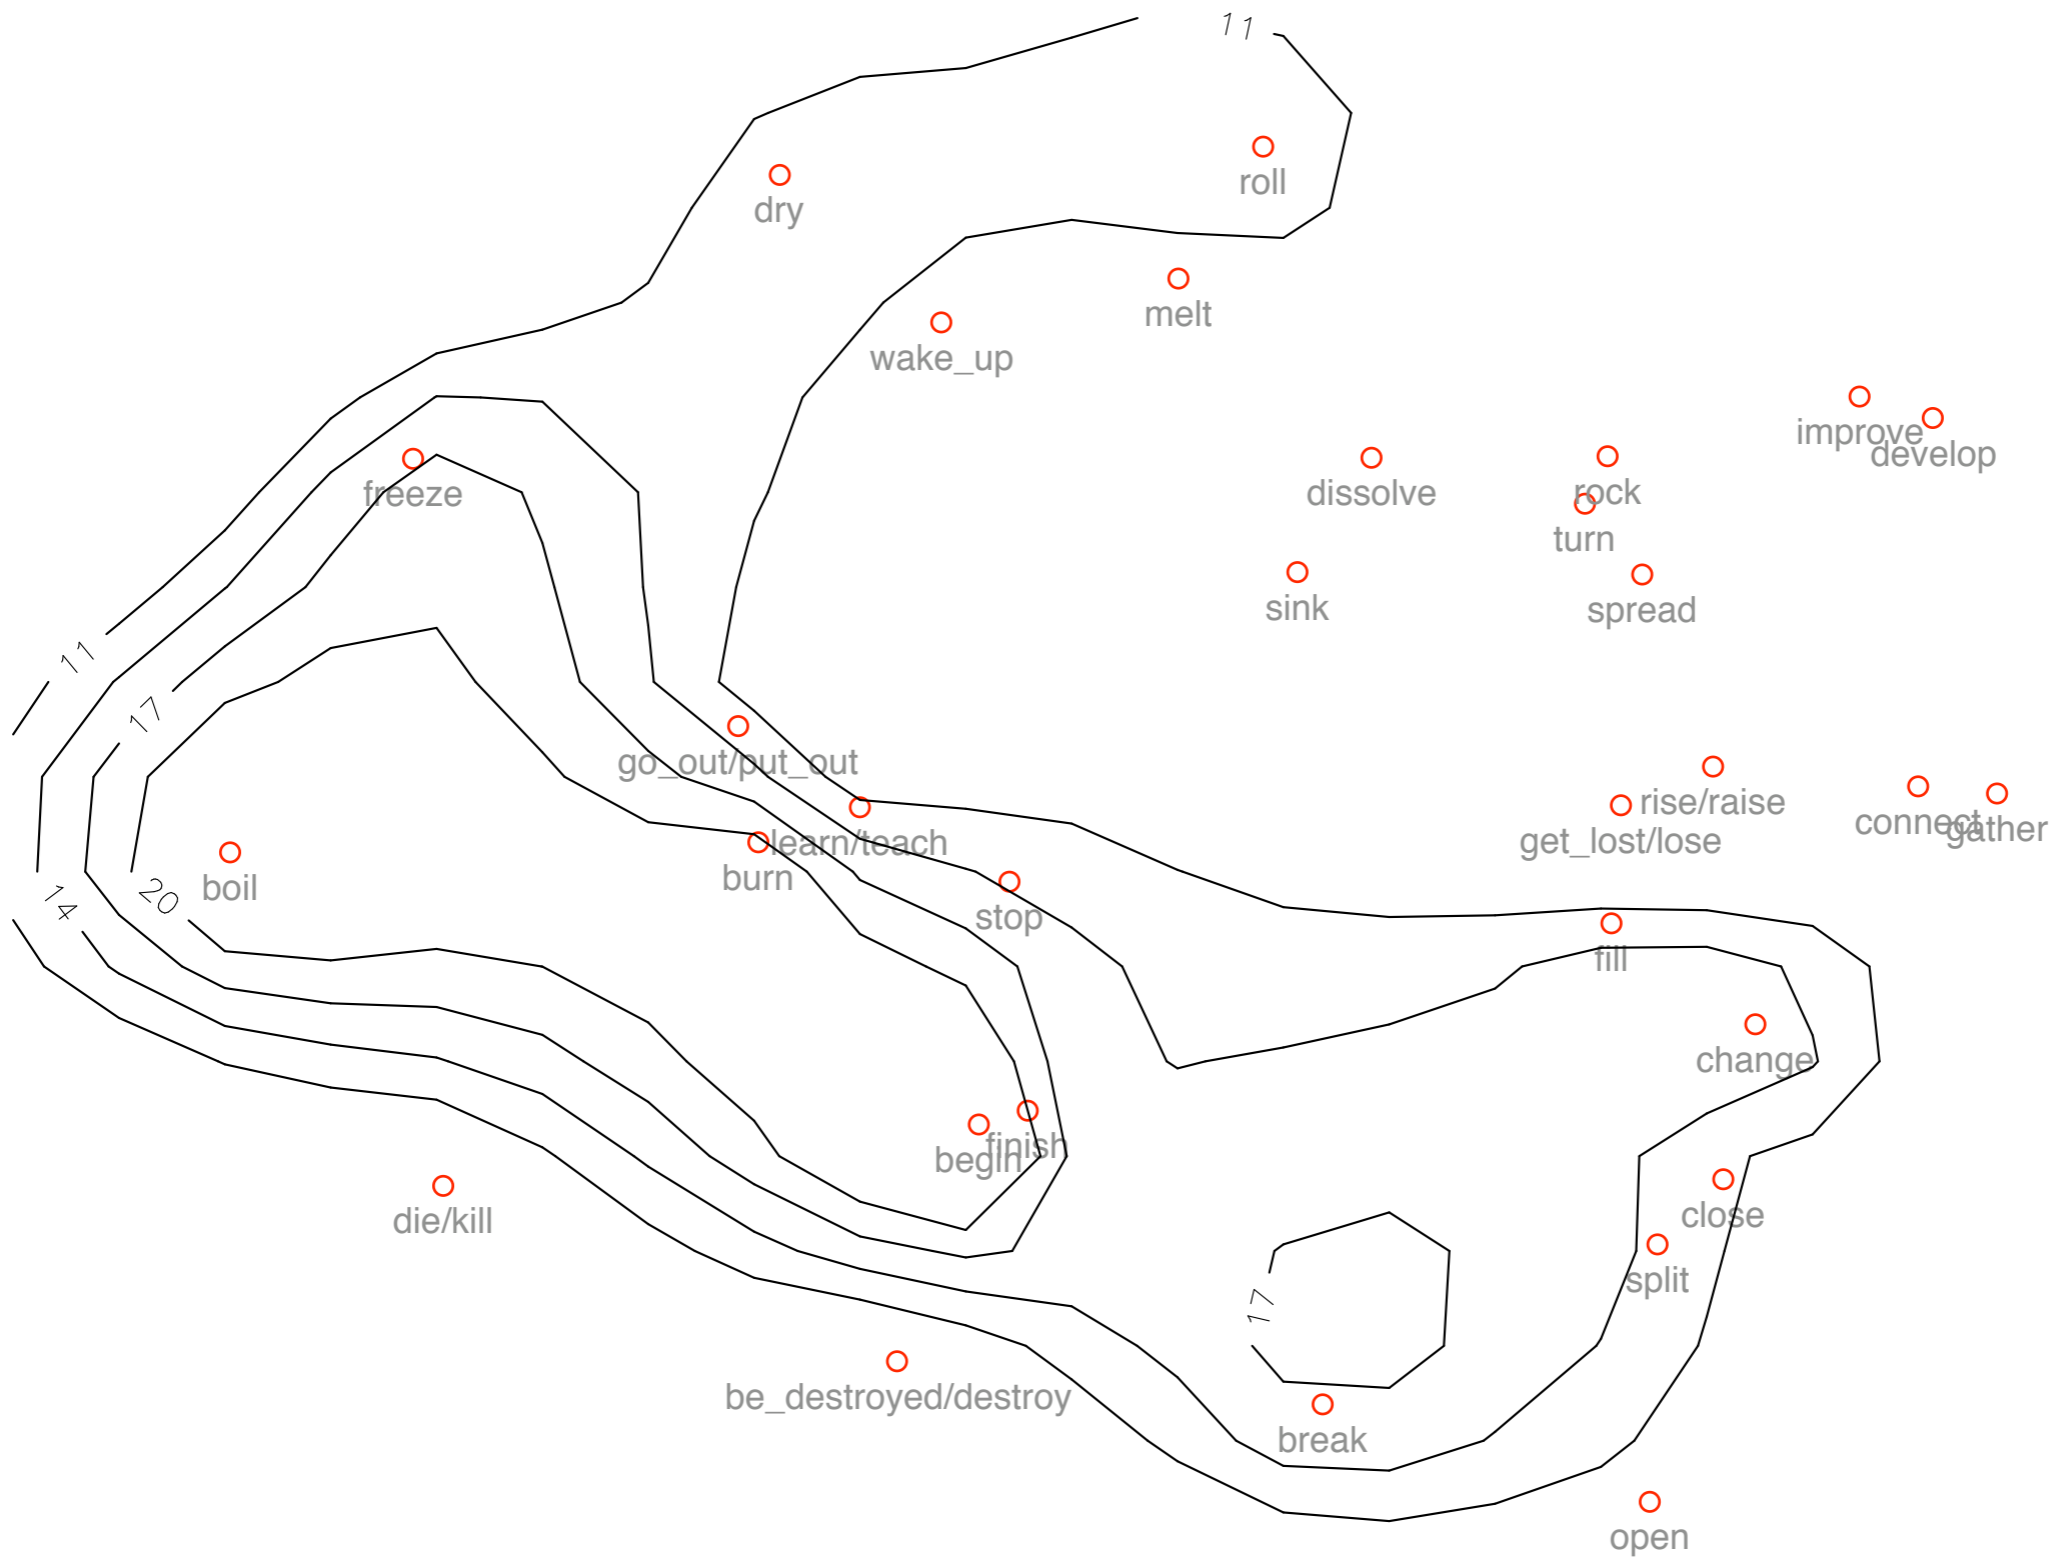 11
roll
dry
melt
wake_up
improve
develop
freeze
dissolve
rock
turn
sink
spread
11
17
go_out/put_out
rise/raise
connect
gather
learn/teach
get_lost/lose
burn
boil
20
14
stop
fill
change
finish
begin
die/kill
close
split
17
be_destroyed/destroy
break
open